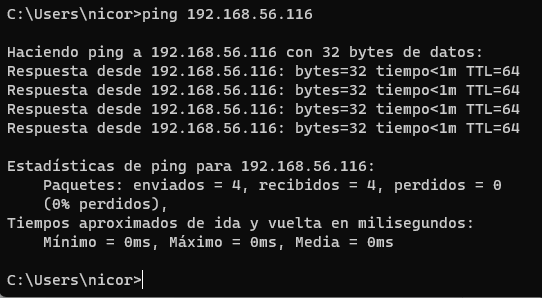 C:\Users\nicor>ping 192.168.56.116
Haciendo ping a 192.168.56.116 con 32 bytes de datos:
Respuesta desde 192.168.56.116: bytes=32 tiempo<1m TTL=64
Respuesta desde 192.168.56.116: bytes=32 tiempo<1m TTL=64
Respuesta desde 192.168.56.116: bytes=32 tiempo<1m TTL=64
Respuesta desde 192.168.56.116: bytes=32 tiempo<1m TTL=64
Estadísticas de ping para 192.168.56.116:
Paquetes: enviados = 4, recibidos = 4, perdidos = 0
(0% perdidos),
Tiempos aproximados de ida y vuelta en milisegundos:
Mínimo = 0ms, Máximo = 0ms, Media = 0ms
C:\Users\nicor>